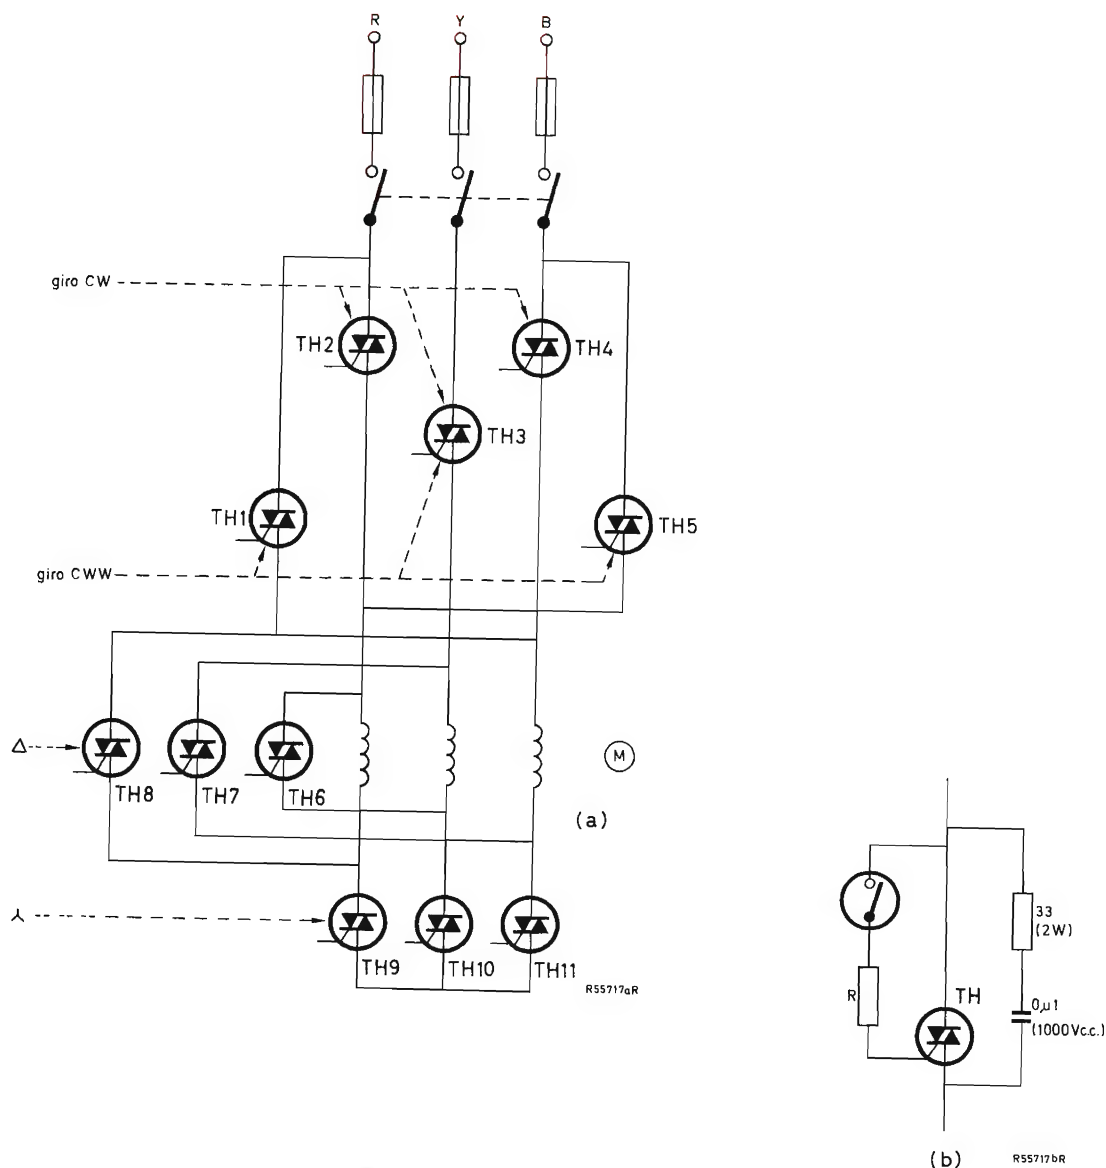 R Y B
giro CW
TH2 TH4
TH3
TH1 TH5
giro CWW
Δ
TH8 TH7 TH6
M
(a)
⅄
TH9 TH10 TH11
R55717aR
33
(2W)
R
TH
0,µ1
(1000Vc.c.)
(b)
R55717bR